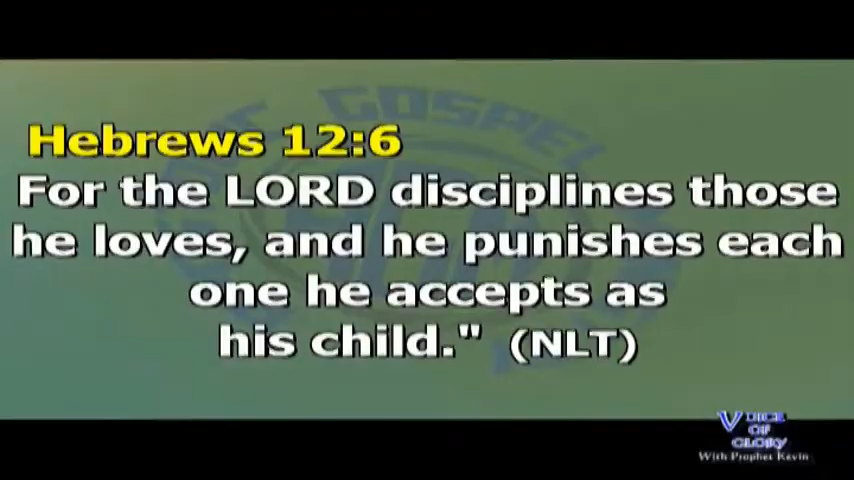 Hebrews 12:6
For the LORD disciplines those
he loves, and he punishes each
one he accepts as
his child." (NLT)
GOSPEL
VOICE
OF
GLORY
With Prophet Kevin